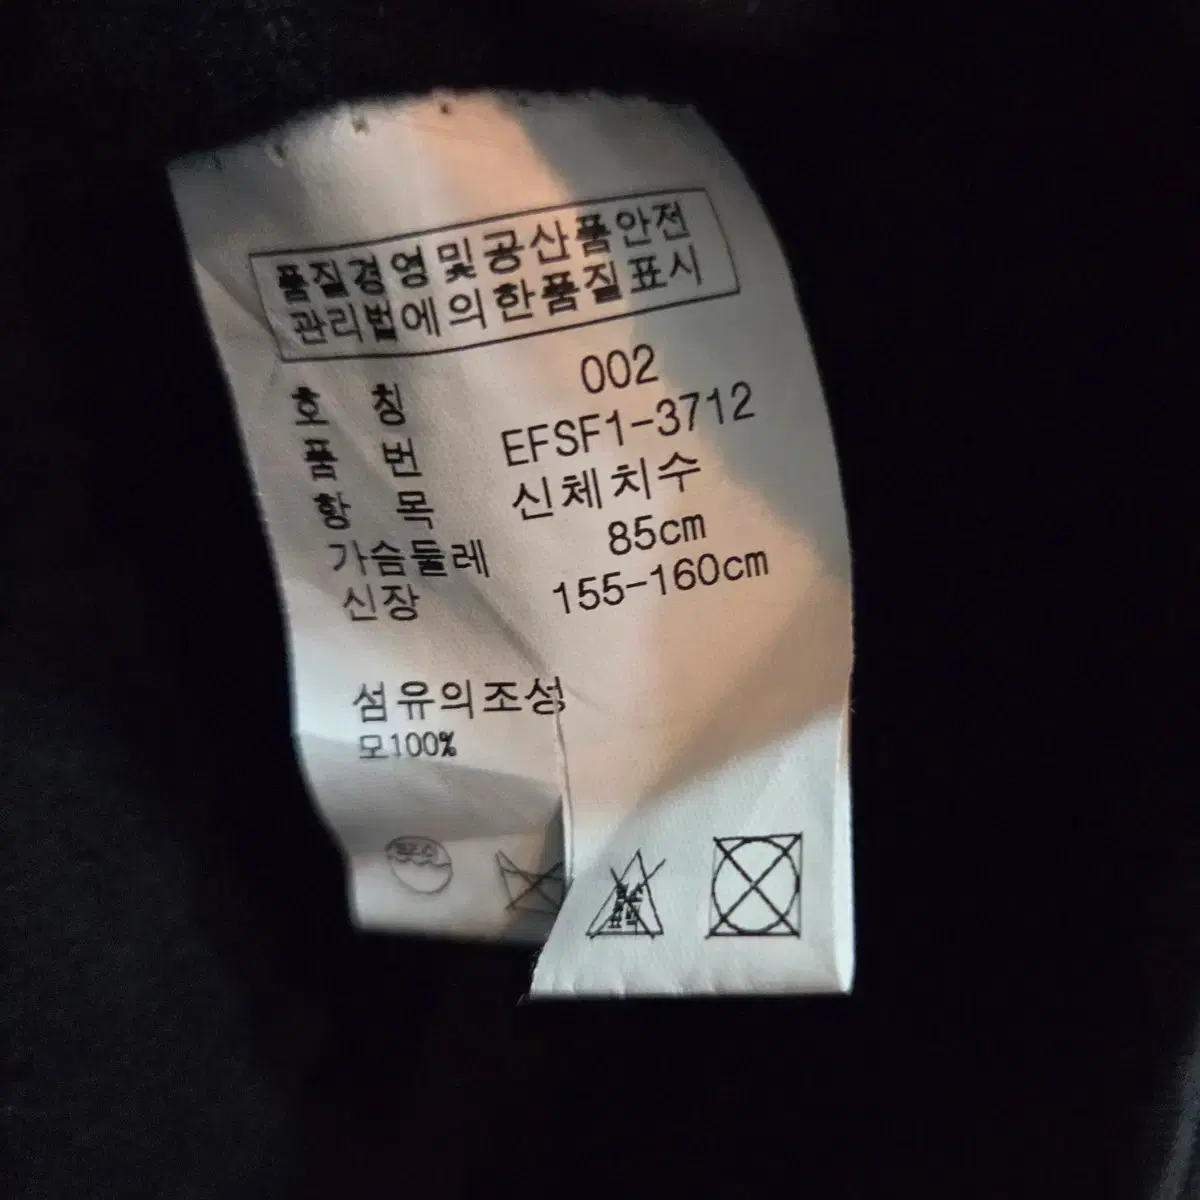 품질경영및공산품안전
관리법에의한품질표시
호 칭 002
품 번 EFSF1-3712
항 목 신체치수
가슴둘레 85cm
신장 155-160cm
섬유의조성
모100%